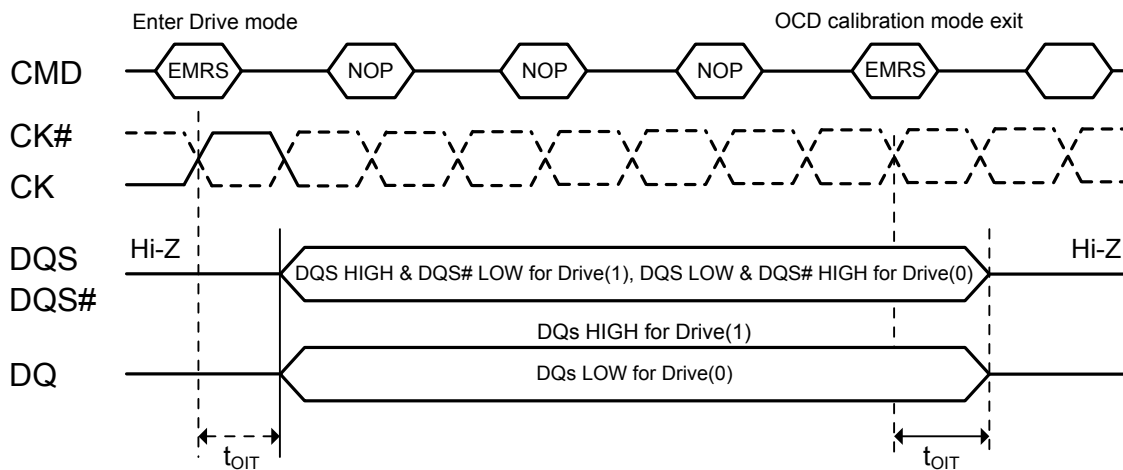 Enter Drive mode
OCD calibration mode exit
CMD
EMRS
NOP
NOP
NOP
EMRS
CK#
CK
DQS
DQS#
Hi-Z
DQS HIGH & DQS# LOW for Drive(1), DQS LOW & DQS# HIGH for Drive(0)
Hi-Z
DQs HIGH for Drive(1)
DQ
DQs LOW for Drive(0)
tOIT
tOIT